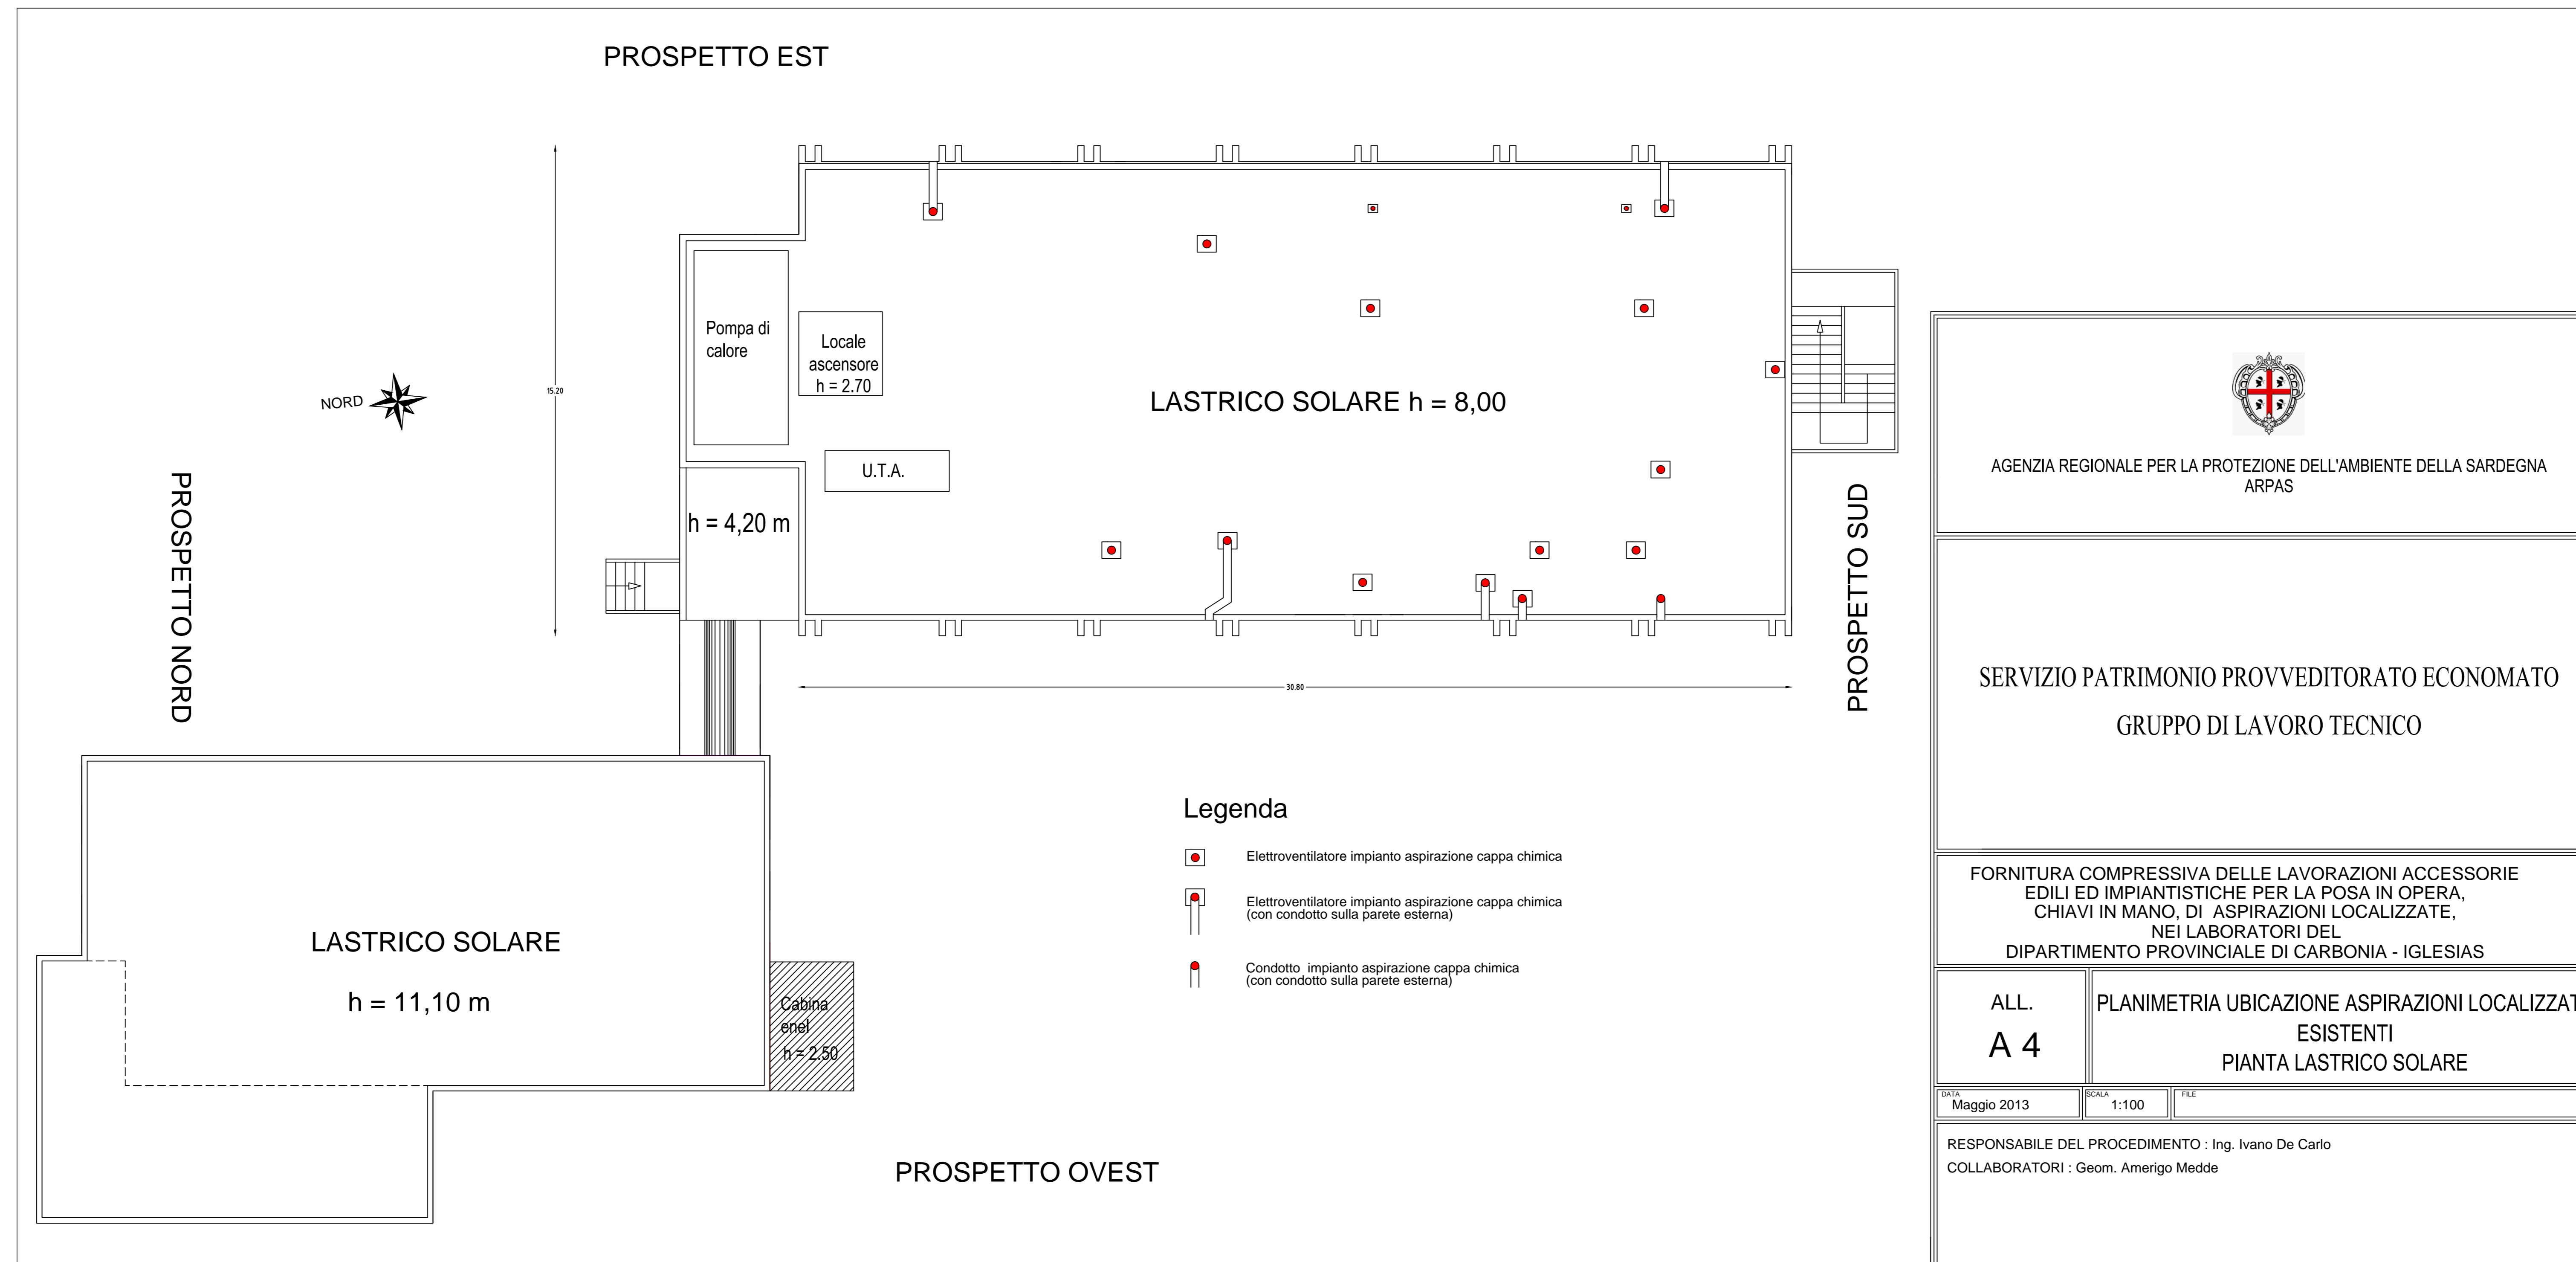 PROSPETTO EST
15.20
Pompa di
calore
Locale
ascensore
h = 2.70
LASTRICO SOLARE h = 8,00
NORD
U.T.A.
h = 4,20 m
PROSPETTO NORD
PROSPETTO SUD
30.80
LASTRICO SOLARE
h = 11,10 m
Cabina
enel
h = 2.50
PROSPETTO OVEST
Legenda
Elettroventilatore impianto aspirazione cappa chimica
Elettroventilatore impianto aspirazione cappa chimica
(con condotto sulla parete esterna)
Condotto impianto aspirazione cappa chimica
(con condotto sulla parete esterna)
AGENZIA REGIONALE PER LA PROTEZIONE DELL'AMBIENTE DELLA SARDEGNA
ARPAS
SERVIZIO PATRIMONIO PROVVEDITORATO ECONOMATO
GRUPPO DI LAVORO TECNICO
FORNITURA COMPRESSIVA DELLE LAVORAZIONI ACCESSORIE
EDILI ED IMPIANTISTICHE PER LA POSA IN OPERA,
CHIAVI IN MANO, DI ASPIRAZIONI LOCALIZZATE,
NEI LABORATORI DEL
DIPARTIMENTO PROVINCIALE DI CARBONIA - IGLESIAS
ALL.
A 4
PLANIMETRIA UBICAZIONE ASPIRAZIONI LOCALIZZAT
ESISTENTI
PIANTA LASTRICO SOLARE
DATA
Maggio 2013
SCALA
1:100
FILE
RESPONSABILE DEL PROCEDIMENTO : Ing. Ivano De Carlo
COLLABORATORI : Geom. Amerigo Medde